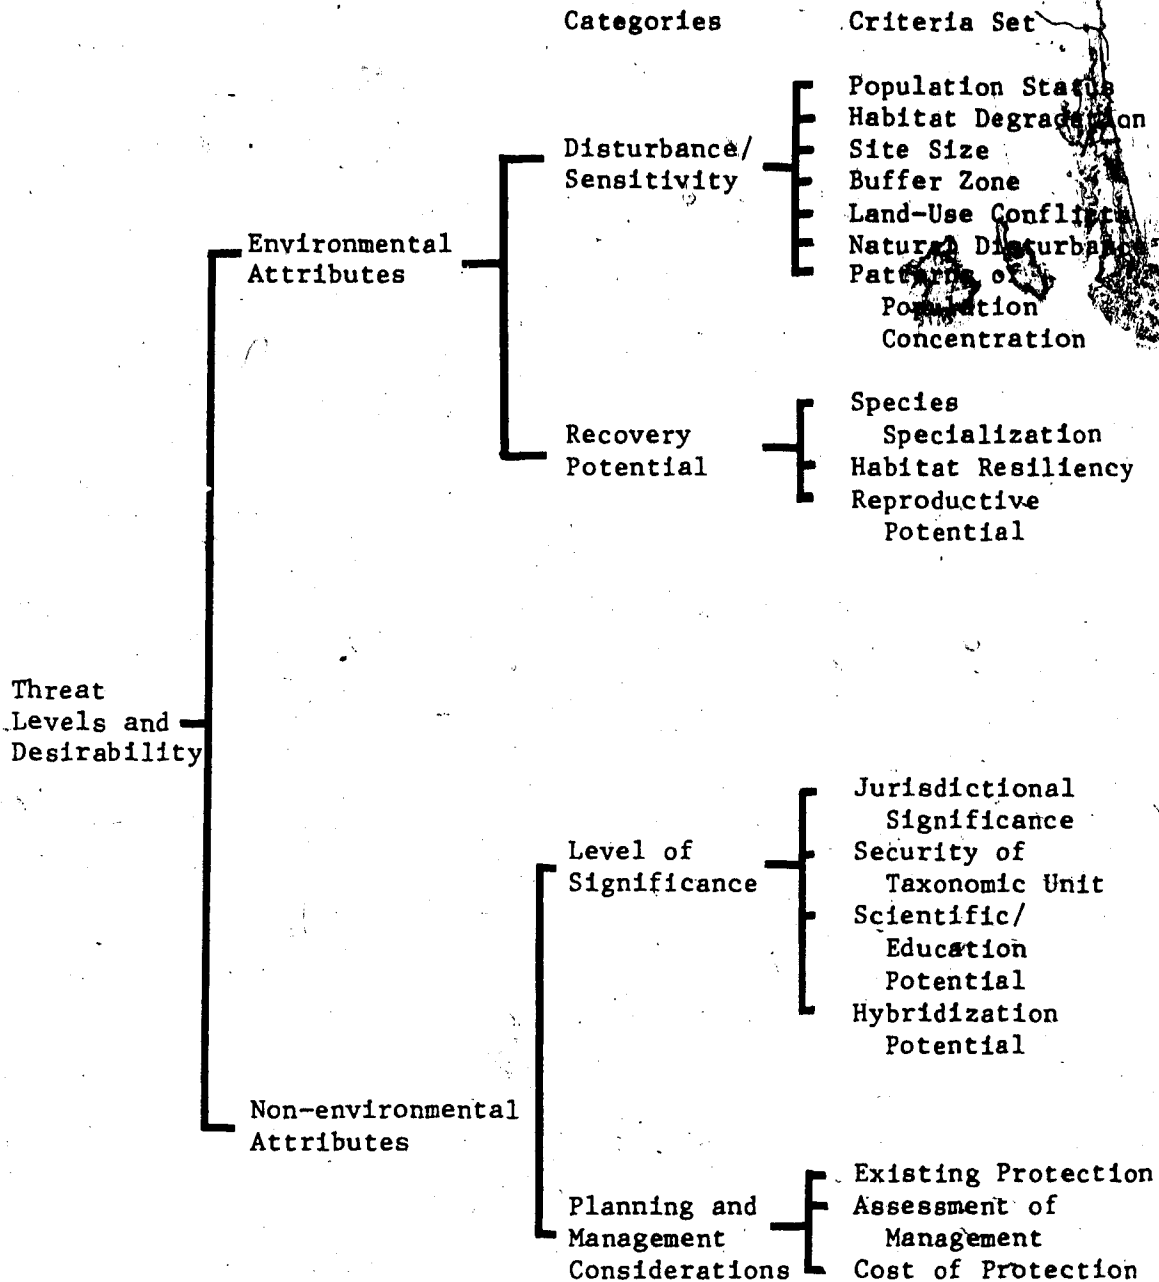 Categories Criteria Set
Population Status
Habitat Degradation
Disturbance/ Site Size
Sensitivity Buffer Zone
Land-Use Conflicts
Environmental Natural Disturbance
Attributes Patterns of
Population
Concentration
Species
Recovery Specialization
Potential Habitat Resiliency
Reproductive
Potential
Threat
Levels and
Desirability
Jurisdictional
Significance
Level of Security of
Significance Taxonomic Unit
Scientific/
Education
Potential
Hybridization
Potential
Non-environmental
Attributes
Existing Protection
Planning and Assessment of
Management Management
Considerations Cost of Protection